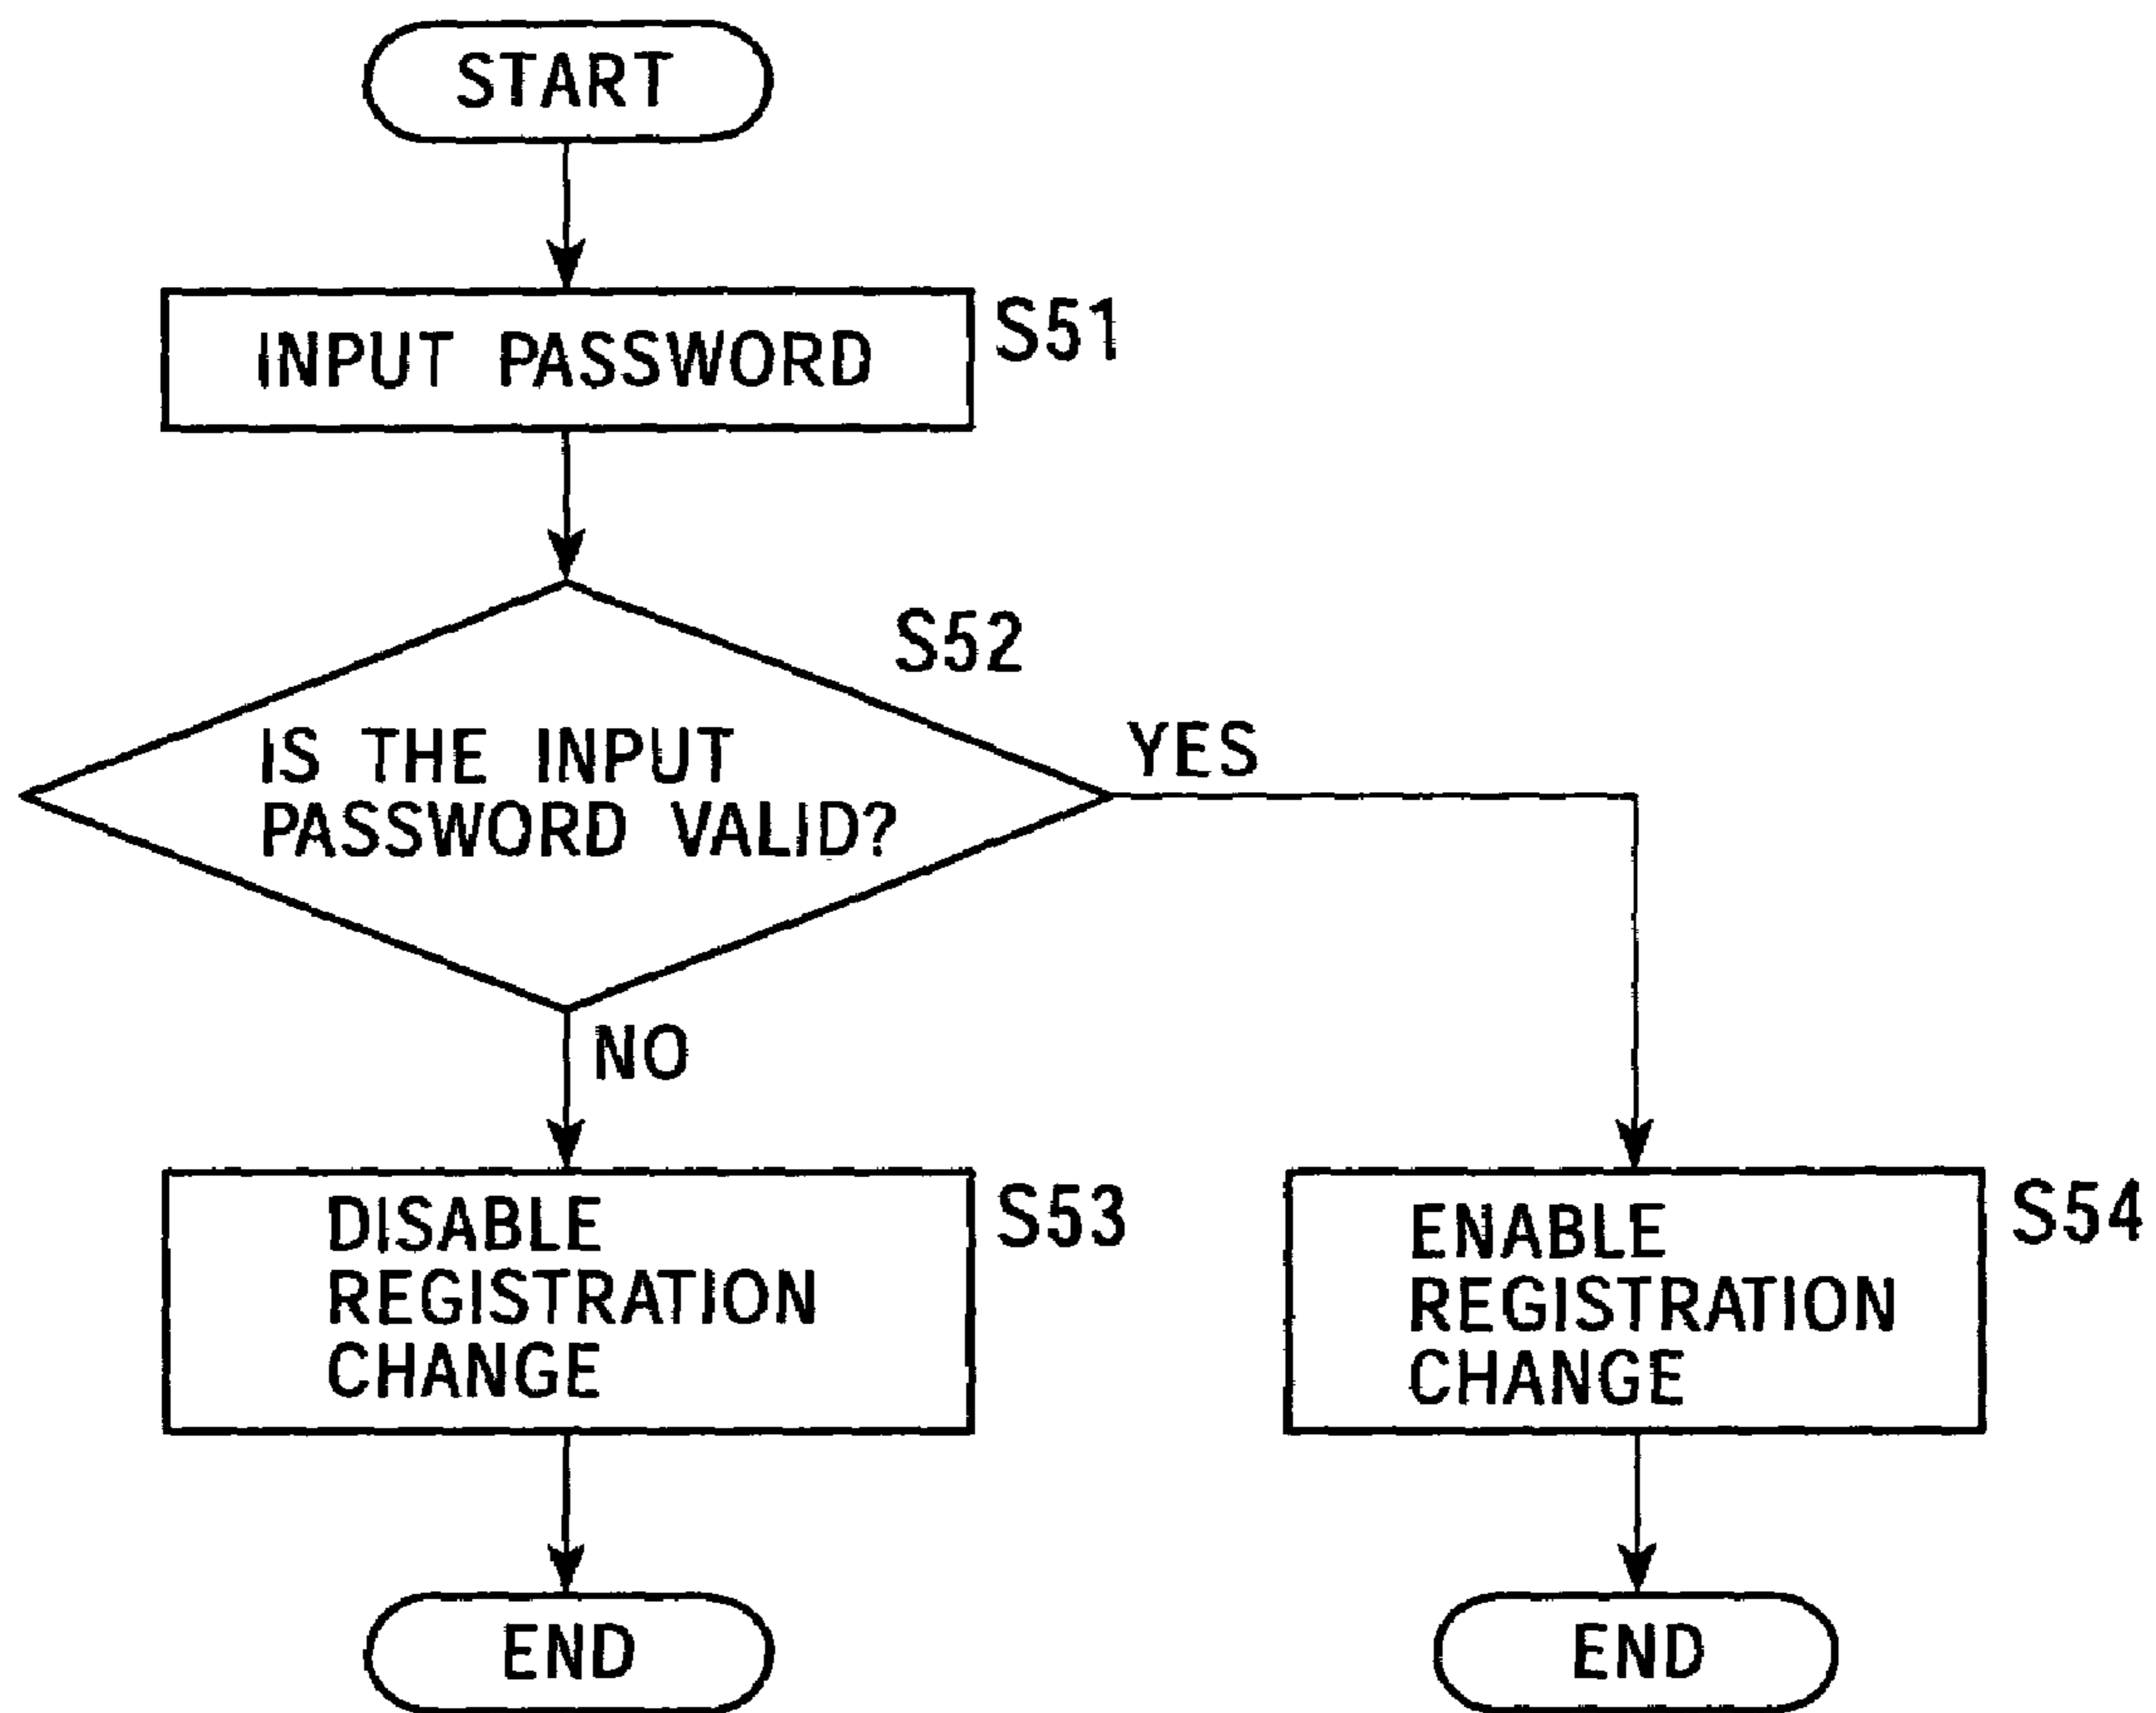 START
INPUT PASSWORD
S51
S52
IS THE INPUT
PASSWORD VALID?
YES
NO
DISABLE
REGISTRATION
CHANGE
S53
ENABLE
REGISTRATION
CHANGE
S54
END
END